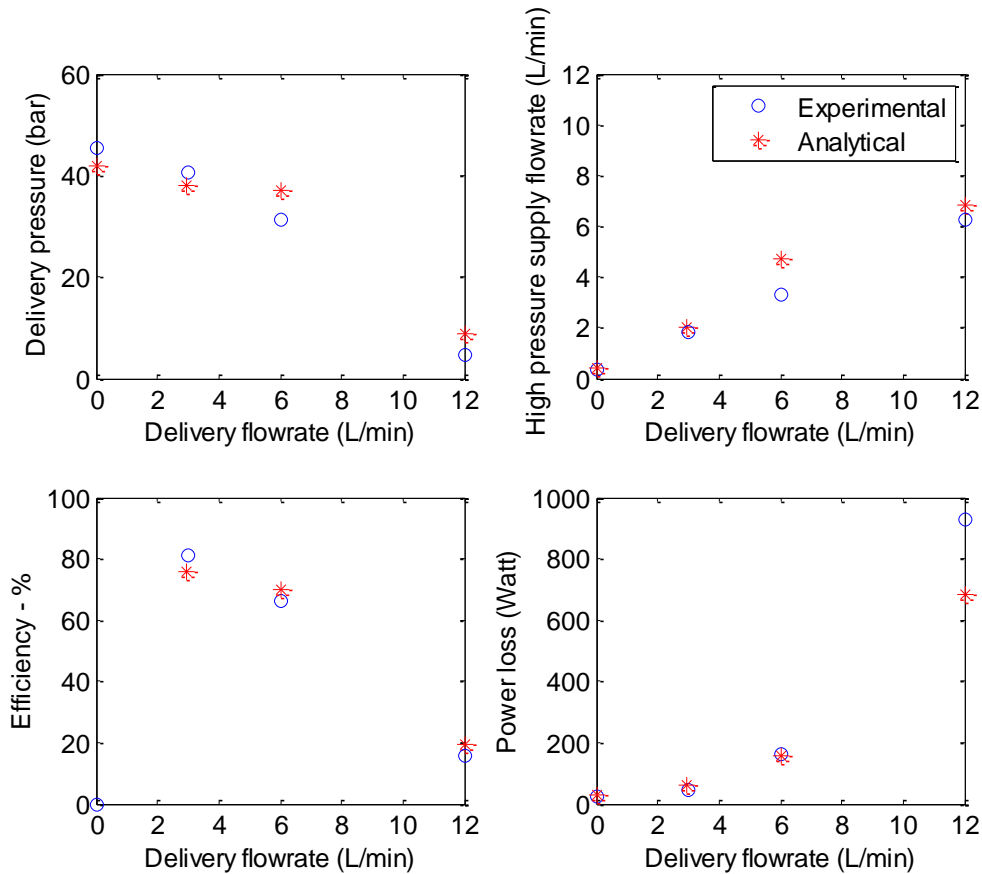 Delivery pressure (bar)
60
40
20
0
0 2 4 6 8 10 12
Delivery flowrate (L/min)
High pressure supply flowrate (L/min)
12
10
8
6
4
2
0
0 2 4 6 8 10 12
Delivery flowrate (L/min)
Experimental
Analytical
Efficiency - %
100
80
60
40
20
0
0 2 4 6 8 10 12
Delivery flowrate (L/min)
Power loss (Watt)
1000
800
600
400
200
0
0 2 4 6 8 10 12
Delivery flowrate (L/min)